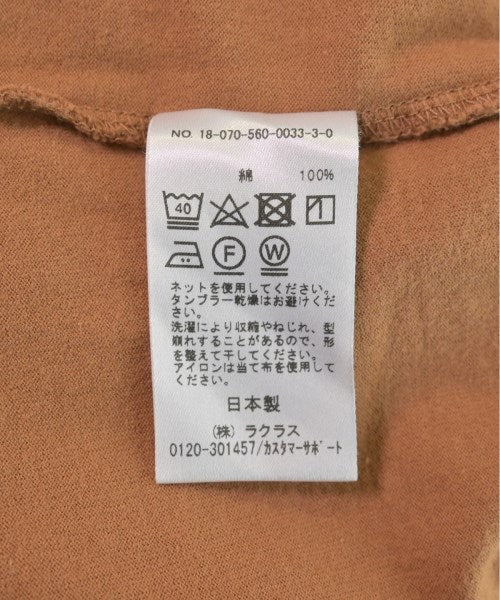 NO. 18-070-560-0033-3-0
綿 100%
40
F W
ネットを使用してください。
タンブラー乾燥はお避けくださ
い。
洗濯により収縮やねじれ、型
崩れすることがあるので、形
を整えて干してください。
アイロンは当て布を使用して
ください。
日本製
(株) ラクラス
0120-301457/カスタマーサポート